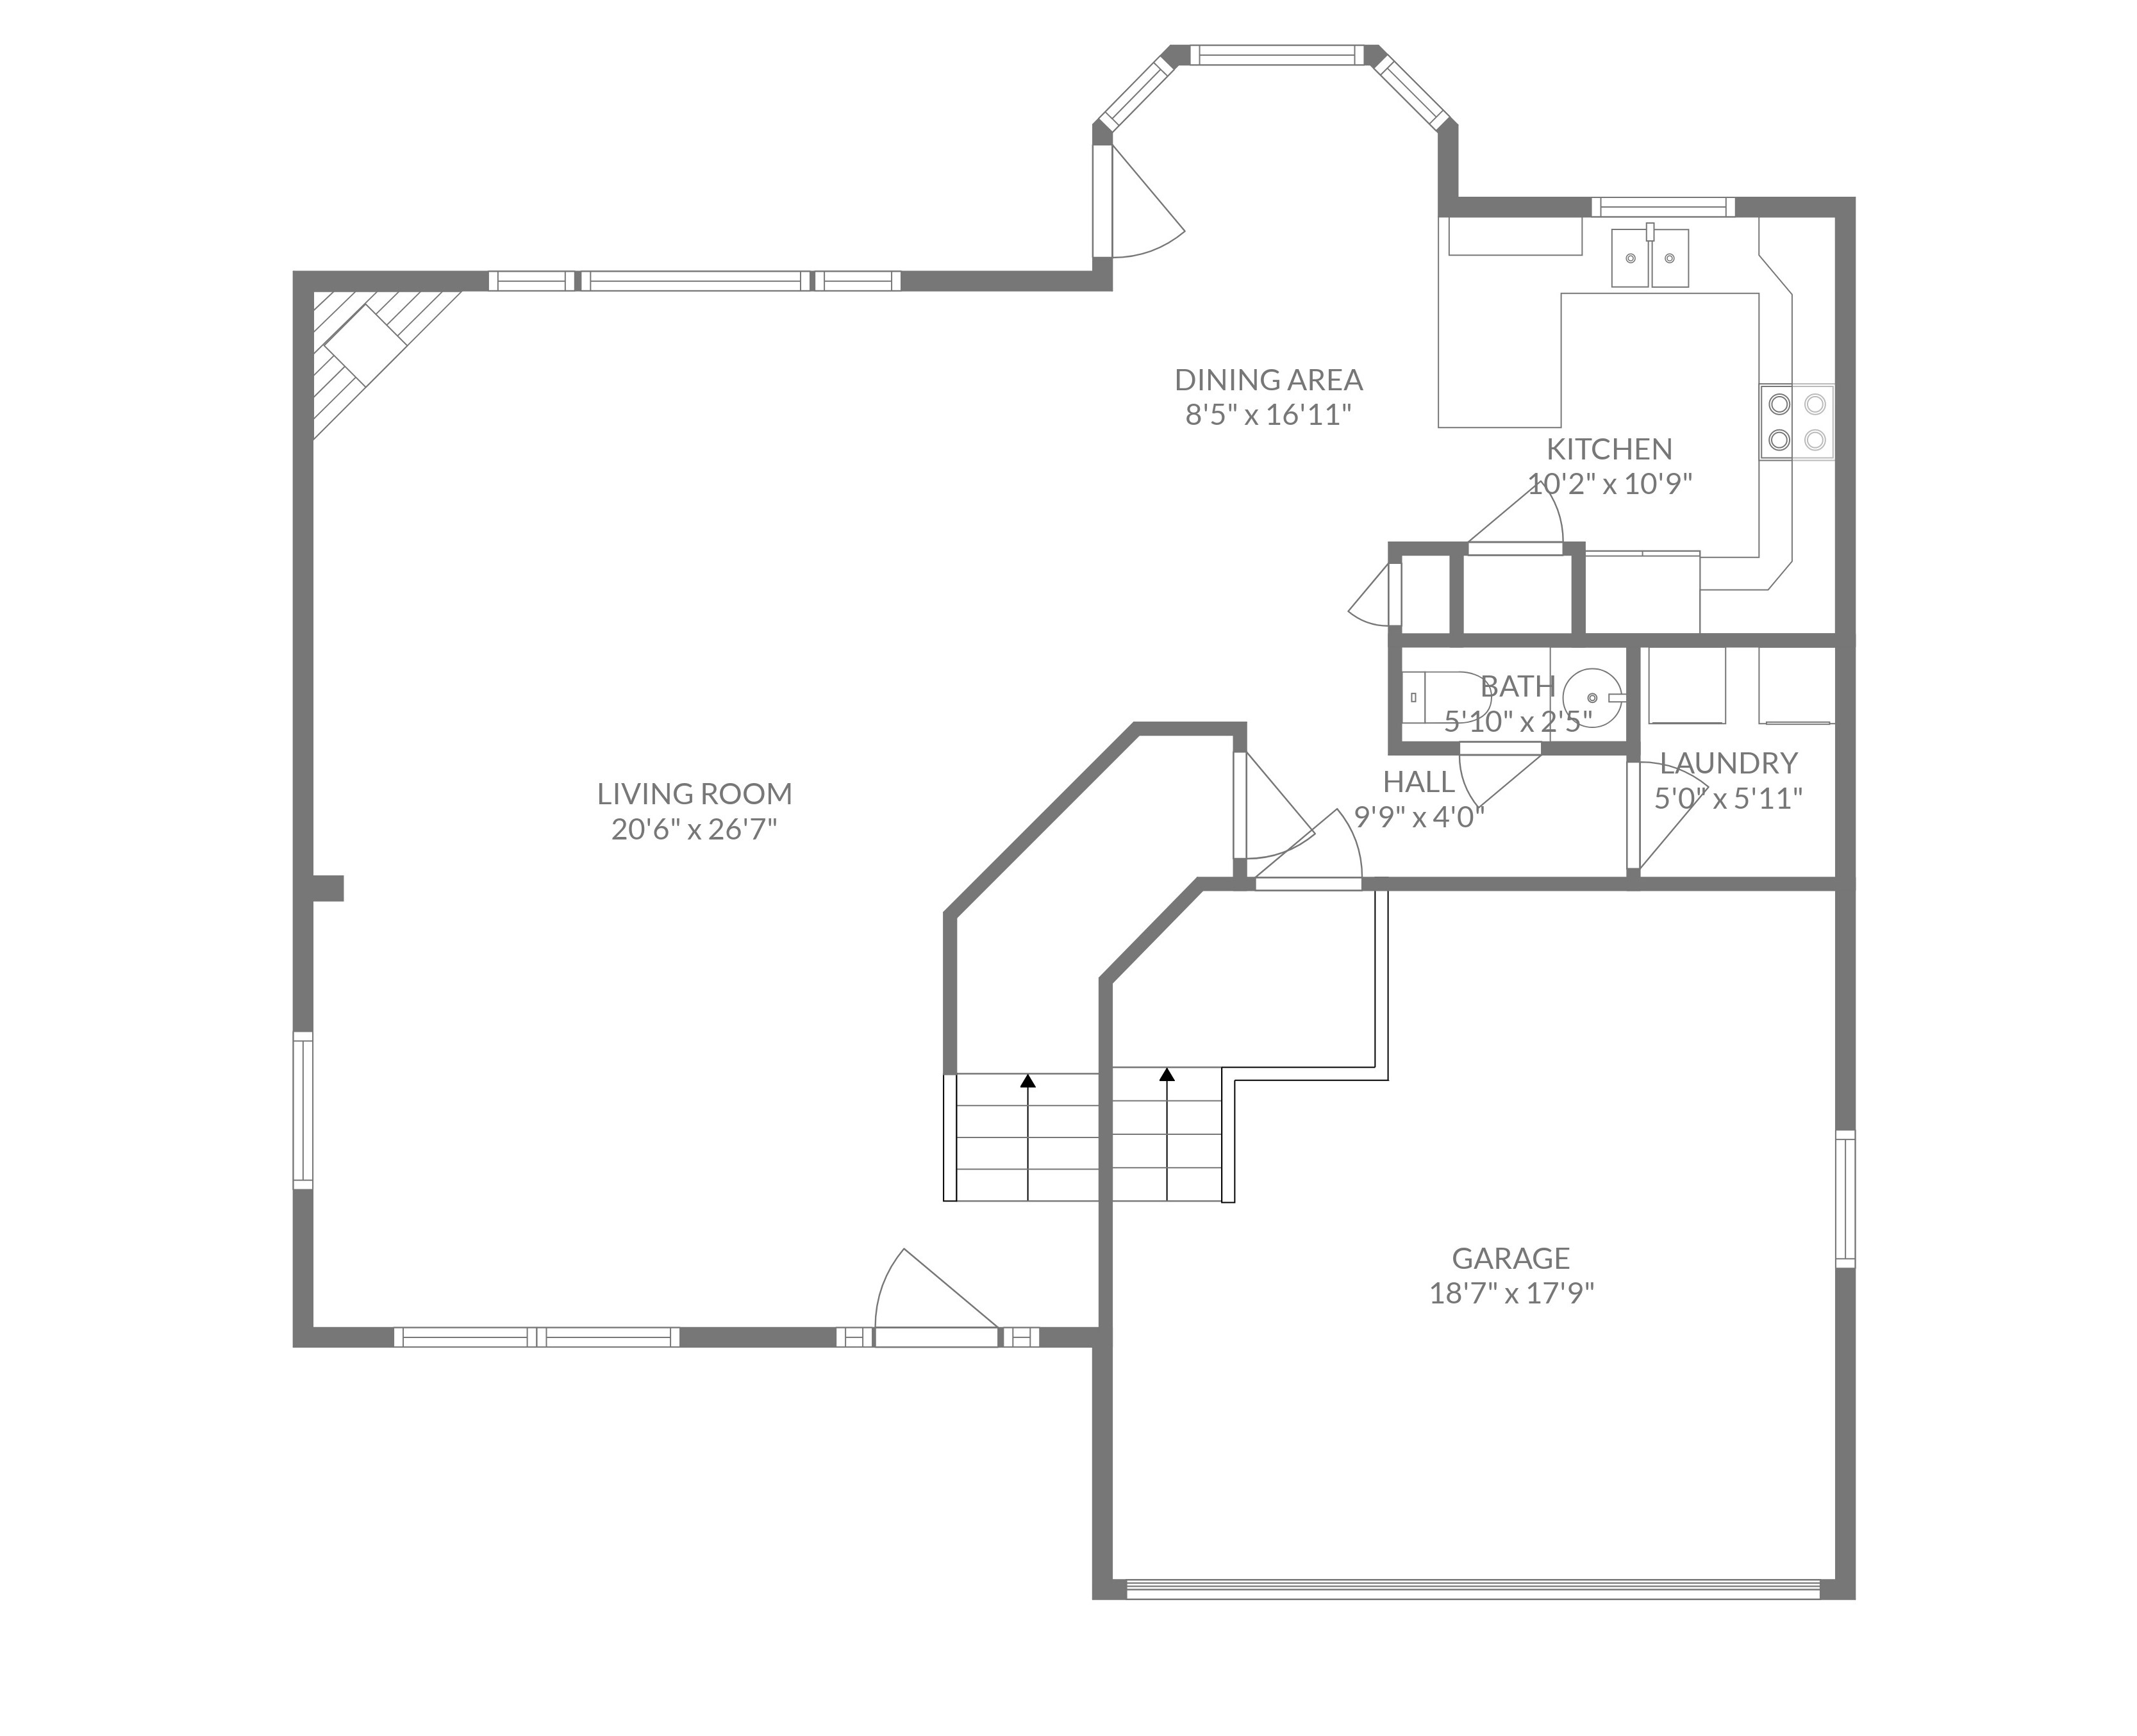 DINING AREA
8'5" x 16'11"
KITCHEN
10'2" x 10'9"
BATH
5'10" x 2'5"
LAUNDRY
5'0" x 5'11"
HALL
9'9" x 4'0"
LIVING ROOM
20'6" x 26'7"
GARAGE
18'7" x 17'9"